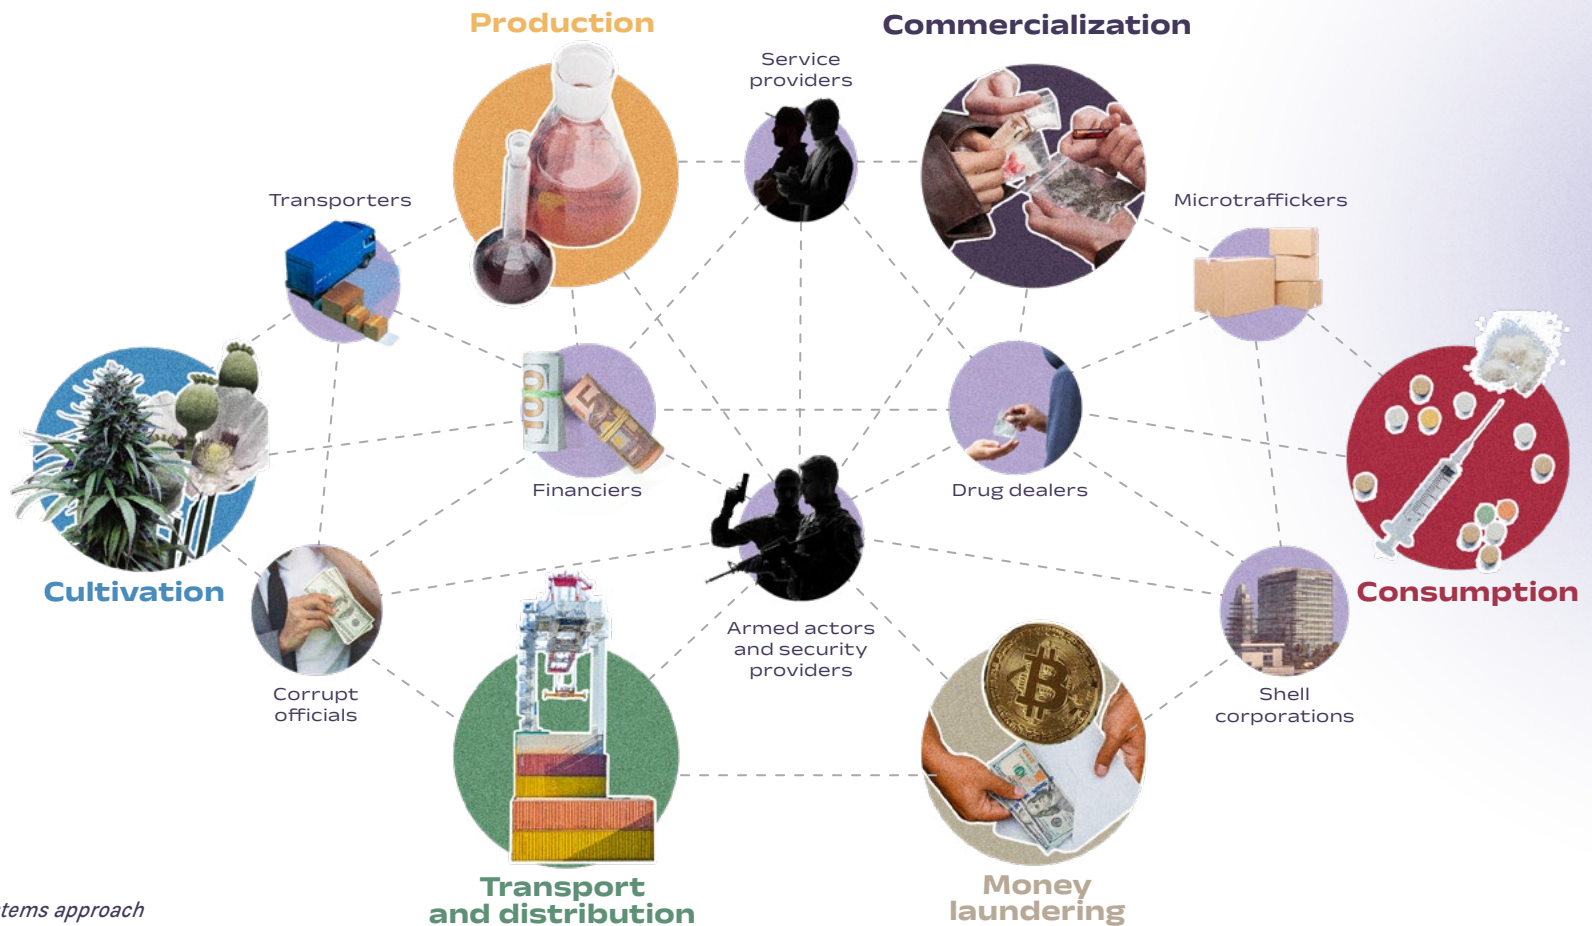 Production
Commercialization
Service
providers
Transporters
Microtraffickers
100
Financiers
Drug dealers
Cultivation
Consumption
Armed actors
and security
providers
Corrupt
officials
Shell
corporations
Transport
and distribution
Money
laundering
tems approach